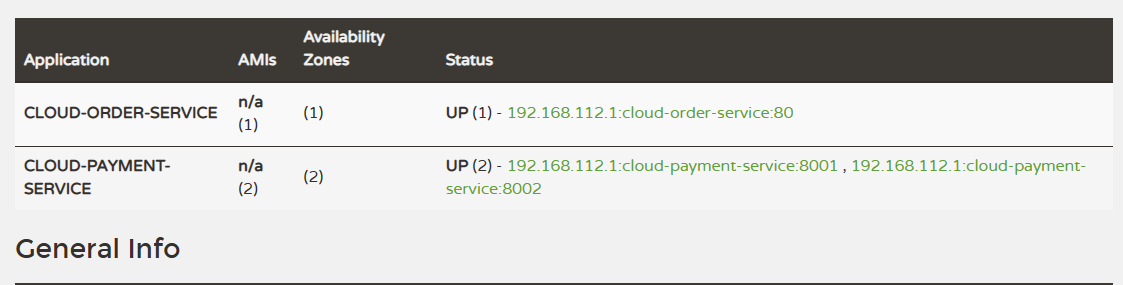 Application AMIs Availability Zones Status
CLOUD-ORDER-SERVICE n/a (1) (1) UP (1) - 192.168.112.1:cloud-order-service:80
CLOUD-PAYMENT-SERVICE n/a (2) (2) UP (2) - 192.168.112.1:cloud-payment-service:8001 , 192.168.112.1:cloud-payment-service:8002
General Info